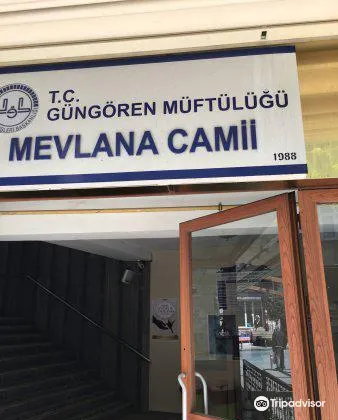 T.C.
GÜNGÖREN MÜFTÜLÜĞÜ
MEVLANA CAMİİ
1988
Tripadvisor